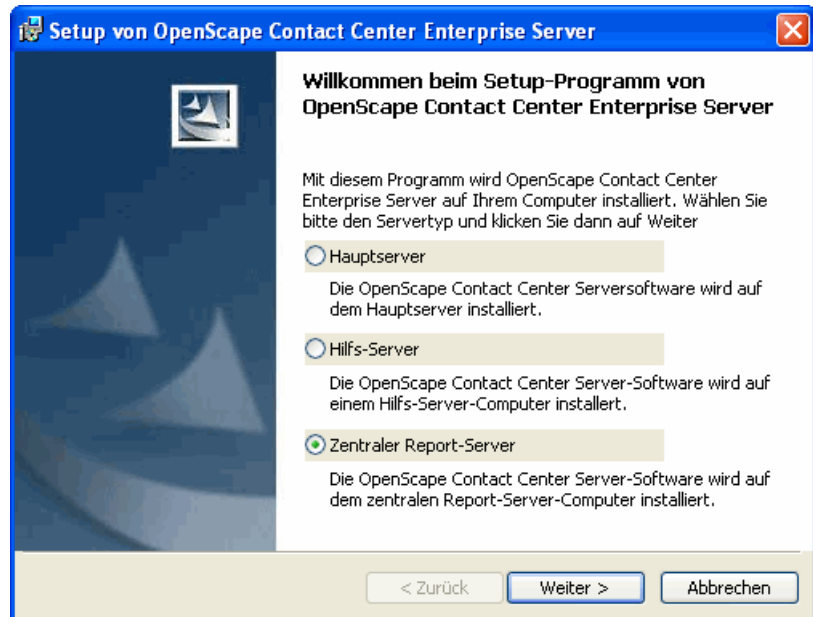 Setup von OpenScape Contact Center Enterprise Server
Willkommen beim Setup-Programm von
OpenScape Contact Center Enterprise Server
Mit diesem Programm wird OpenScape Contact Center
Enterprise Server auf Ihrem Computer installiert. Wählen Sie
bitte den Servertyp und klicken Sie dann auf Weiter
Hauptserver
Die OpenScape Contact Center Serversoftware wird auf
dem Hauptserver installiert.
Hilfs-Server
Die OpenScape Contact Center Server-Software wird auf
einem Hilfs-Server-Computer installert.
Zentraler Report-Server
Die OpenScape Contact Center Server-Software wird auf
dem zentralen Report-Server-Computer installiert.
< Zurück
Weiter >
Abbrechen